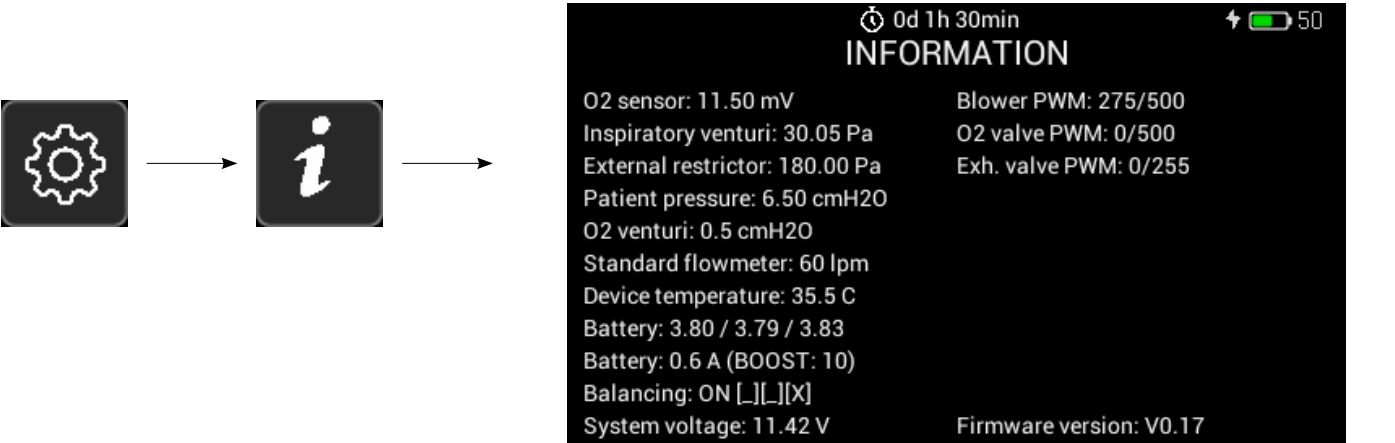 0d 1h 30min
50
INFORMATION
O2 sensor: 11.50 mV
Inspiratory venturi: 30.05 Pa
External restrictor: 180.00 Pa
Patient pressure: 6.50 cmH2O
O2 venturi: 0.5 cmH2O
Standard flowmeter: 60 lpm
Device temperature: 35.5 C
Battery: 3.80 / 3.79 / 3.83
Battery: 0.6 A (BOOST: 10)
Balancing: ON [_][_][X]
System voltage: 11.42 V
Blower PWM: 275/500
O2 valve PWM: 0/500
Exh. valve PWM: 0/255
Firmware version: V0.17